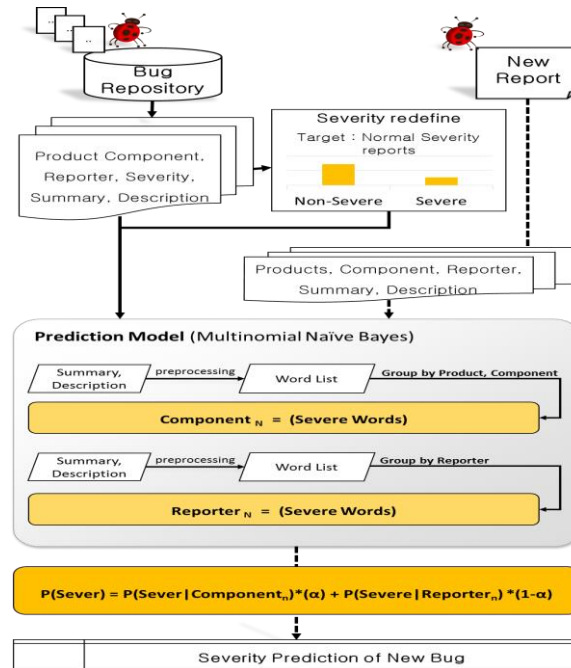 Bug
Repository
New
Report
Severity redefine
Target : Normal Severity
reports
Non-Severe Severe
Product Component,
Reporter, Severity,
Summary, Description
Products, Component, Reporter,
Summary, Description
Prediction Model (Multinomial Naïve Bayes)
Summary,
Description
preprocessing
Word List
Group by Product, Component
Component N = (Severe Words)
Summary,
Description
preprocessing
Word List
Group by Reporter
Reporter N = (Severe Words)
P(Sever) = P(Sever|Componentn)*(α) + P(Severe|Reportern)*(1-α)
Severity Prediction of New Bug